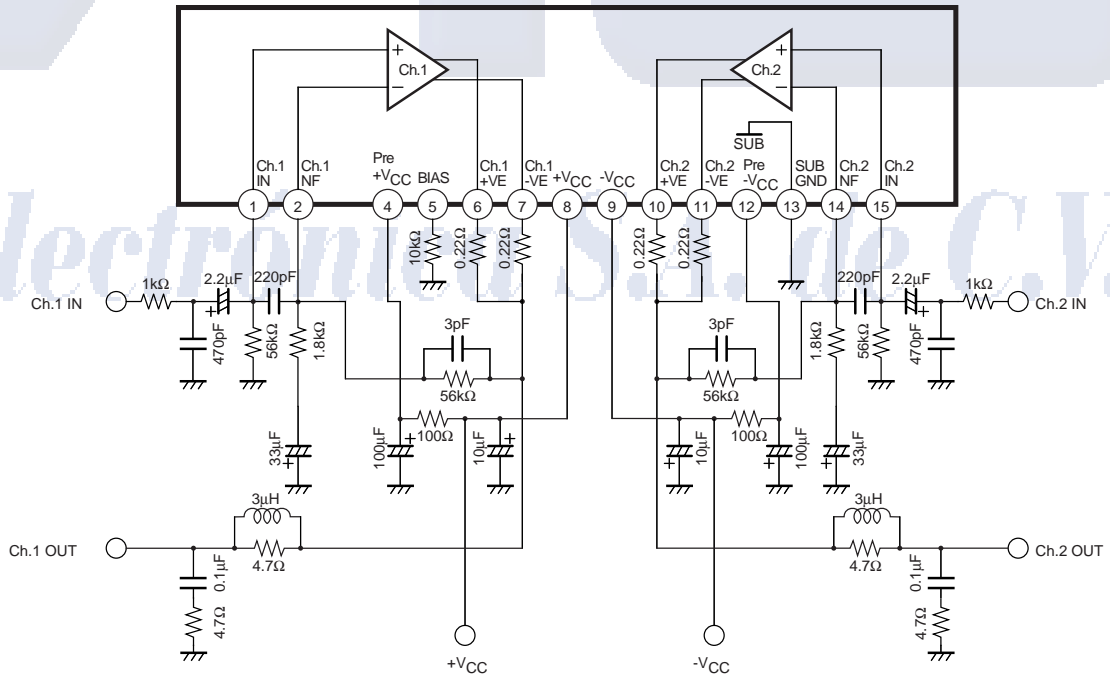 +
−
Ch.1
+
−
Ch.2
SUB
Ch.1 IN
Ch.1 NF
Pre +VCC
BIAS
Ch.1 +VE
Ch.1 -VE
+VCC
-VCC
Ch.2 +VE
Ch.2 -VE
Pre -VCC
SUB GND
Ch.2 NF
Ch.2 IN
1
2
4
5
6
7
8
9
10
11
12
13
14
15
10kΩ
0.22Ω
0.22Ω
0.22Ω
0.22Ω
lectrónica S.A. de C.V.
Ch.1 IN
1kΩ
2.2µF
+
220pF
470pF
56kΩ
1.8kΩ
3pF
56kΩ
3pF
56kΩ
220pF
2.2µF
+
1kΩ
Ch.2 IN
1.8kΩ
56kΩ
470pF
33µF
+
100µF
+
100Ω
10µF
+
10µF
+
100Ω
100µF
+
33µF
+
Ch.1 OUT
3µH
4.7Ω
0.1µF
4.7Ω
3µH
4.7Ω
Ch.2 OUT
0.1µF
4.7Ω
+VCC
-VCC